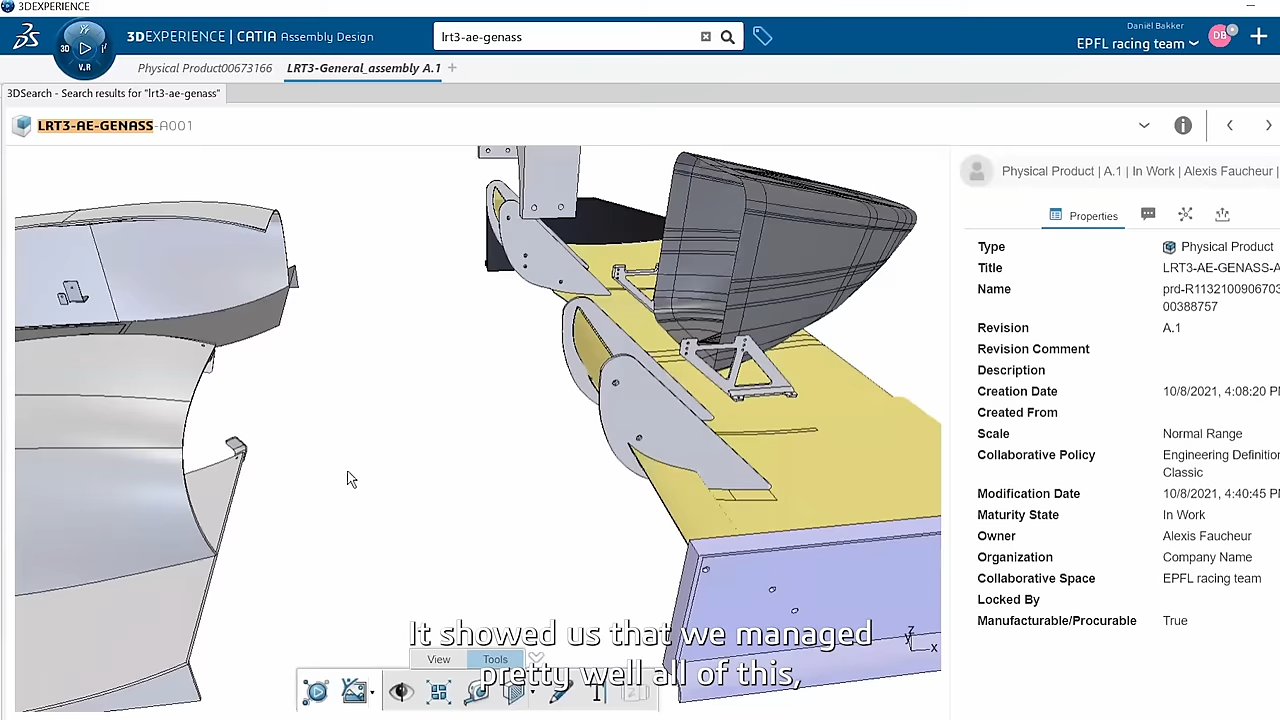 3DEXPERIENCE
3DEXPERIENCE | CATIA Assembly Design
lrt3-ae-genass
Daniël Bakker
EPFL racing team
DB
3D
V.R
Physical Product00673166
LRT3-General_assembly A.1
3DSearch - Search results for "lrt3-ae-genass"
LRT3-AE-GENASS-A001
Physical Product | A.1 | In Work | Alexis Faucheur |
Properties
Type Physical Product
Title LRT3-AE-GENASS-A
Name prd-R1132100906703
00388757
Revision A.1
Revision Comment
Description
Creation Date 10/8/2021, 4:08:20 P
Created From
Scale Normal Range
Collaborative Policy Engineering Definition
Classic
Modification Date 10/8/2021, 4:40:45 P
Maturity State In Work
Owner Alexis Faucheur
Organization Company Name
Collaborative Space EPFL racing team
Locked By
Manufacturable/Procurable True
Z
Y
X
It showed us that we managed
pretty well all of this,
View Tools